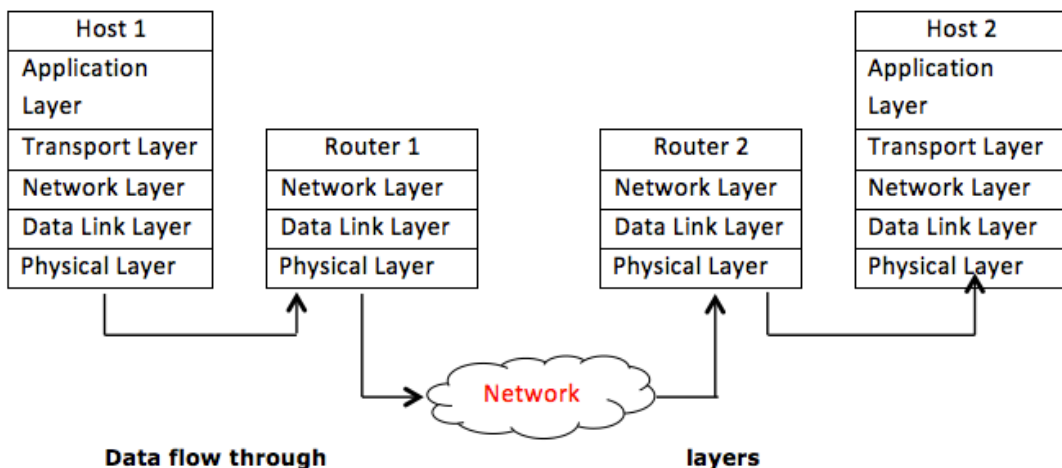 Host 1
Application
Layer
Transport Layer
Network Layer
Data Link Layer
Physical Layer
Router 1
Network Layer
Data Link Layer
Physical Layer
Network
Router 2
Network Layer
Data Link Layer
Physical Layer
Host 2
Application
Layer
Transport Layer
Network Layer
Data Link Layer
Physical Layer
Data flow through layers